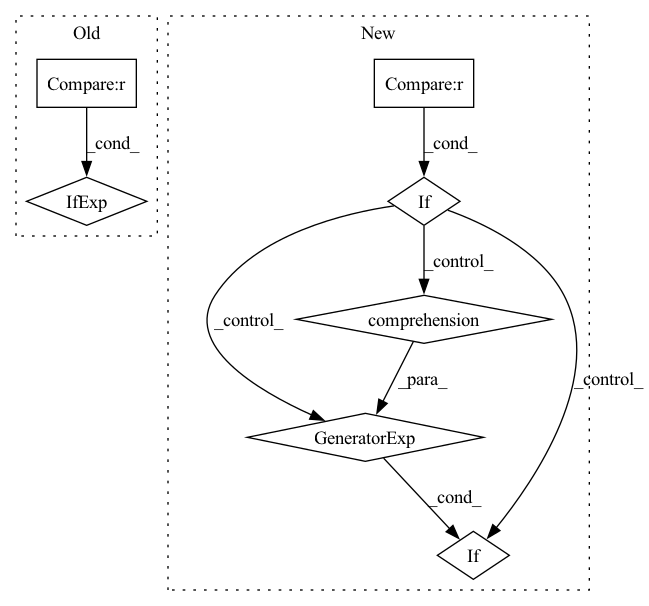 Old
New
Compare:r
Compare:r
_cond_
_cond_
IfExp
If
_control_
comprehension
_control_
_para_
_control_
GeneratorExp
_cond_
If